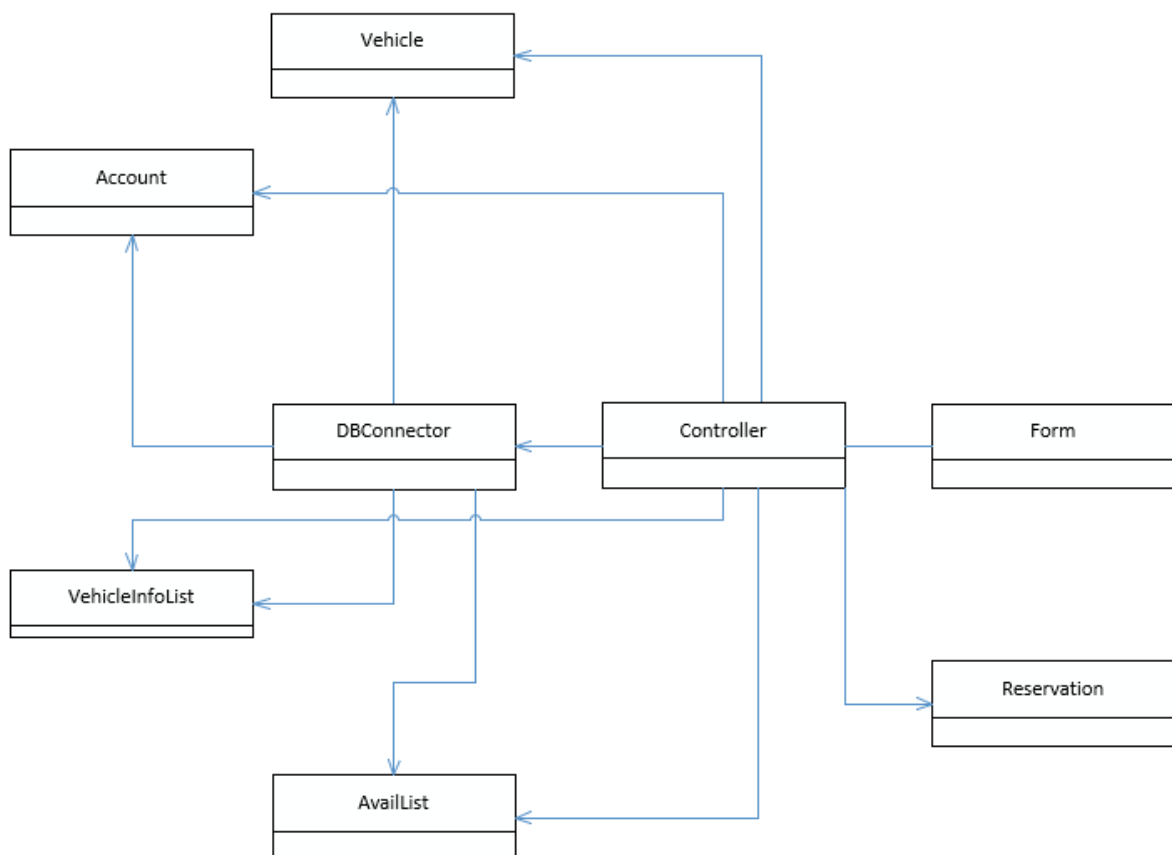 Vehicle
Account
DBConnector
Controller
Form
VehicleInfoList
Reservation
AvailList